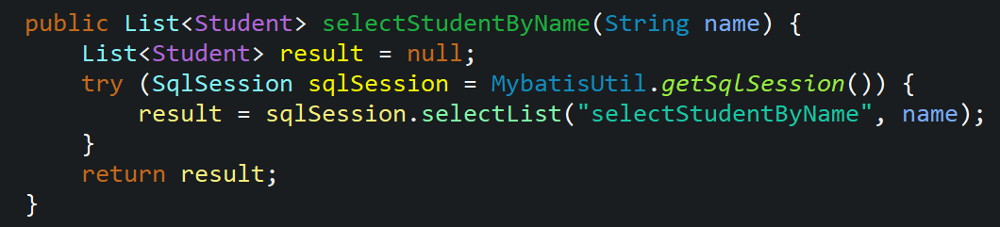 public List<Student> selectStudentByName(String name) {
    List<Student> result = null;
    try (SqlSession sqlSession = MybatisUtil.getSqlSession()) {
        result = sqlSession.selectList("selectStudentByName", name);
    }
    return result;
}